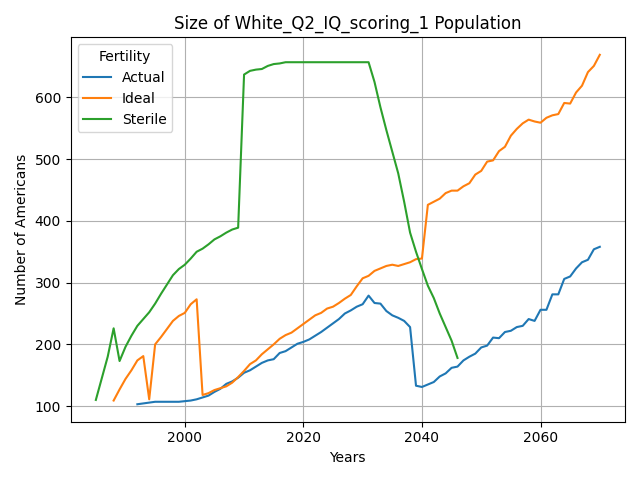 Size of White_Q2_IQ_scoring_1 Population
Fertility
Actual
Ideal
Sterile
Number of Americans
600
500
400
300
200
100
2000
2020
2040
2060
Years